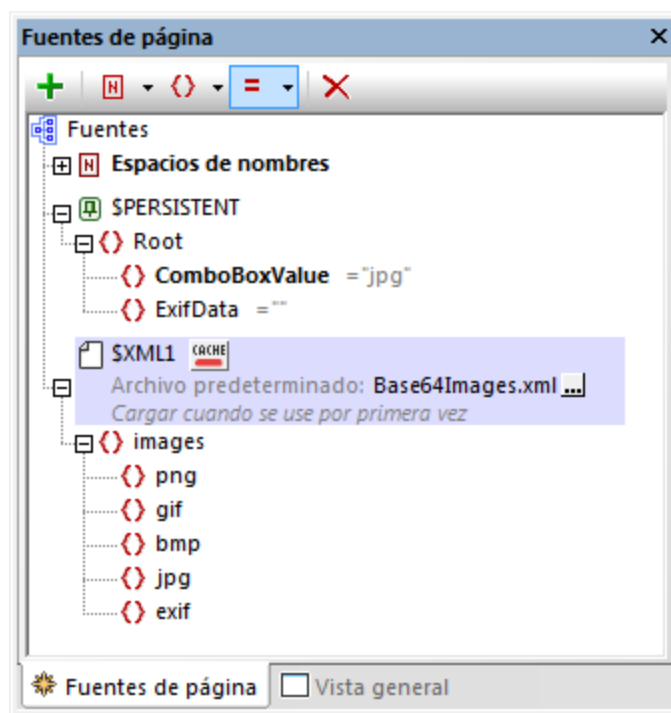 Fuentes de página
Fuentes
Espacios de nombres
$PERSISTENT
Root
ComboBoxValue ="jpg"
ExifData =""
$XML1 CACHE
Archivo predeterminado: Base64Images.xml ...
Cargar cuando se use por primera vez
images
png
gif
bmp
jpg
exif
Fuentes de página Vista general